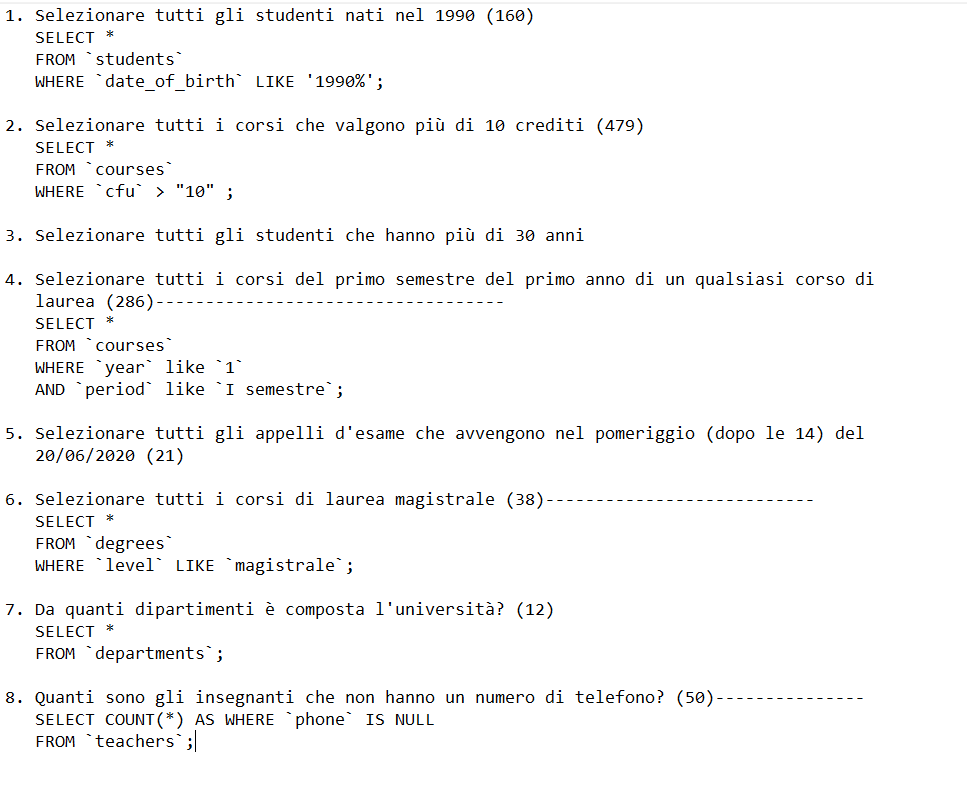 1. Selezionare tutti gli studenti nati nel 1990 (160)
SELECT *
FROM `students`
WHERE `date_of_birth` LIKE '1990%';
2. Selezionare tutti i corsi che valgono più di 10 crediti (479)
SELECT *
FROM `courses`
WHERE `cfu` > "10" ;
3. Selezionare tutti gli studenti che hanno più di 30 anni
4. Selezionare tutti i corsi del primo semestre del primo anno di un qualsiasi corso di
laurea (286)-----------------------------------
SELECT *
FROM `courses`
WHERE `year` like `1`
AND `period` like `I semestre`;
5. Selezionare tutti gli appelli d'esame che avvengono nel pomeriggio (dopo le 14) del
20/06/2020 (21)
6. Selezionare tutti i corsi di laurea magistrale (38)---------------------------
SELECT *
FROM `degrees`
WHERE `level` LIKE `magistrale`;
7. Da quanti dipartimenti è composta l'università? (12)
SELECT *
FROM `departments`;
8. Quanti sono gli insegnanti che non hanno un numero di telefono? (50)---------------
SELECT COUNT(*) AS WHERE `phone` IS NULL
FROM `teachers`;